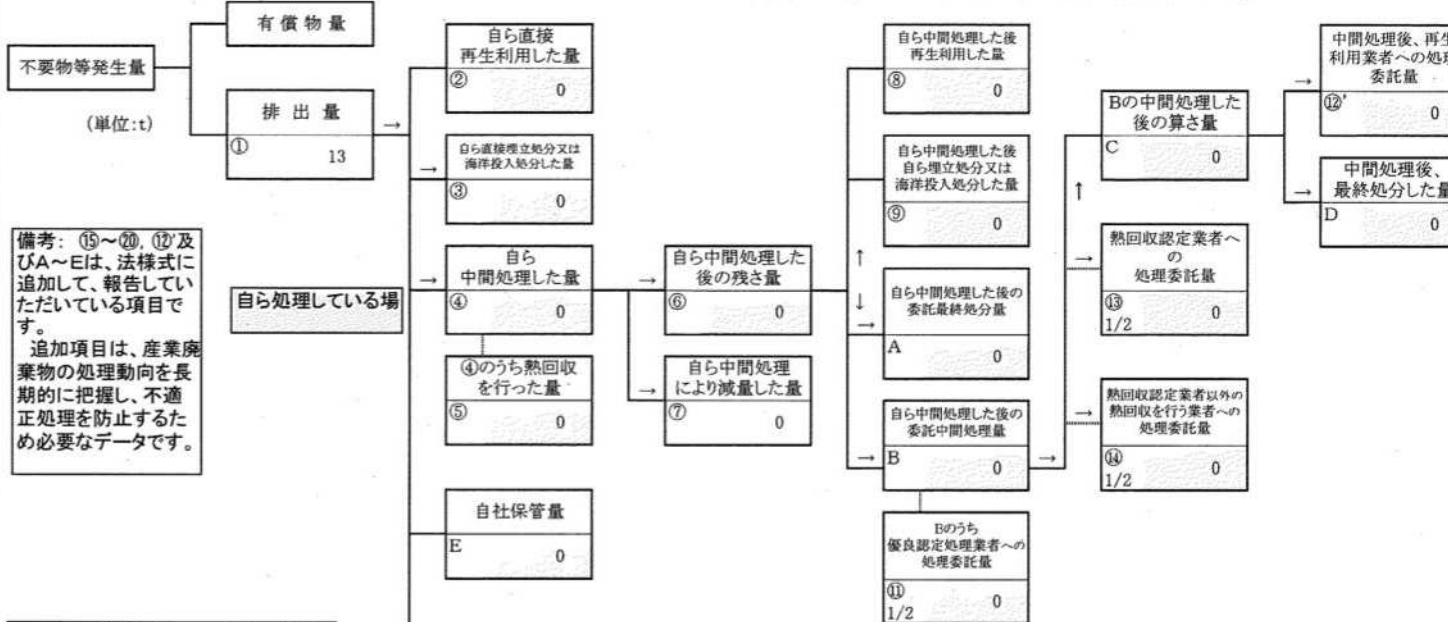 不要物等発生量
(単位:t)
有償物量
排出量
①
13
備考: ⑮～⑳, ⑫'及
びA～Eは、法様式に
追加して、報告してい
ただいている項目で
す。
追加項目は、産業廃
棄物の処理動向を長
期的に把握し、不適
正処理を防止するた
め必要なデータです。
自ら処理している場
自ら直接
再生利用した量
②
0
自ら直接埋立処分又は
海洋投入処分した量
③
0
自ら
中間処理した量
④
0
④のうち熱回収
を行った量
⑤
0
自社保管量
E
0
自ら中間処理した
後の残さ量
⑥
0
自ら中間処理
により減量した量
⑦
0
自ら中間処理した後
再生利用した量
⑧
0
自ら中間処理した後
自ら埋立処分又は
海洋投入処分した量
⑨
0
自ら中間処理した後の
委託最終処分量
A
0
自ら中間処理した後の
委託中間処理量
B
0
Bのうち
優良認定処理業者への
処理委託量
⑪
1/2
0
Bの中間処理した
後の算さ量
C
0
熱回収認定業者へ
の
処理委託量
⑬
1/2
0
熱回収認定業者以外の
熱回収を行う業者への
処理委託量
⑭
1/2
0
中間処理後、再生
利用業者への処理
委託量
⑫'
0
中間処理後、
最終処分した量
D
0